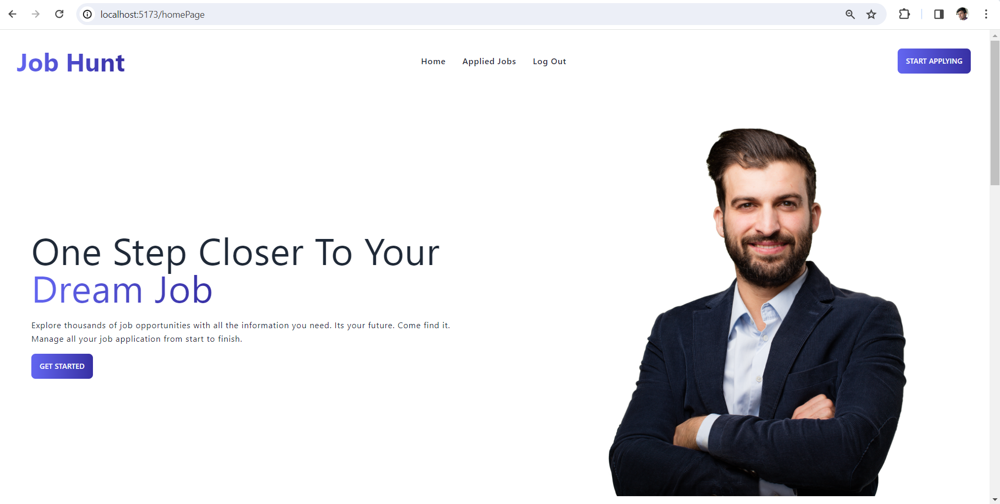 localhost:5173/homePage
Job Hunt
Home Applied Jobs Log Out
START APPLYING
One Step Closer To Your
Dream Job
Explore thousands of job opportunities with all the information you need. Its your future. Come find it.
Manage all your job application from start to finish.
GET STARTED